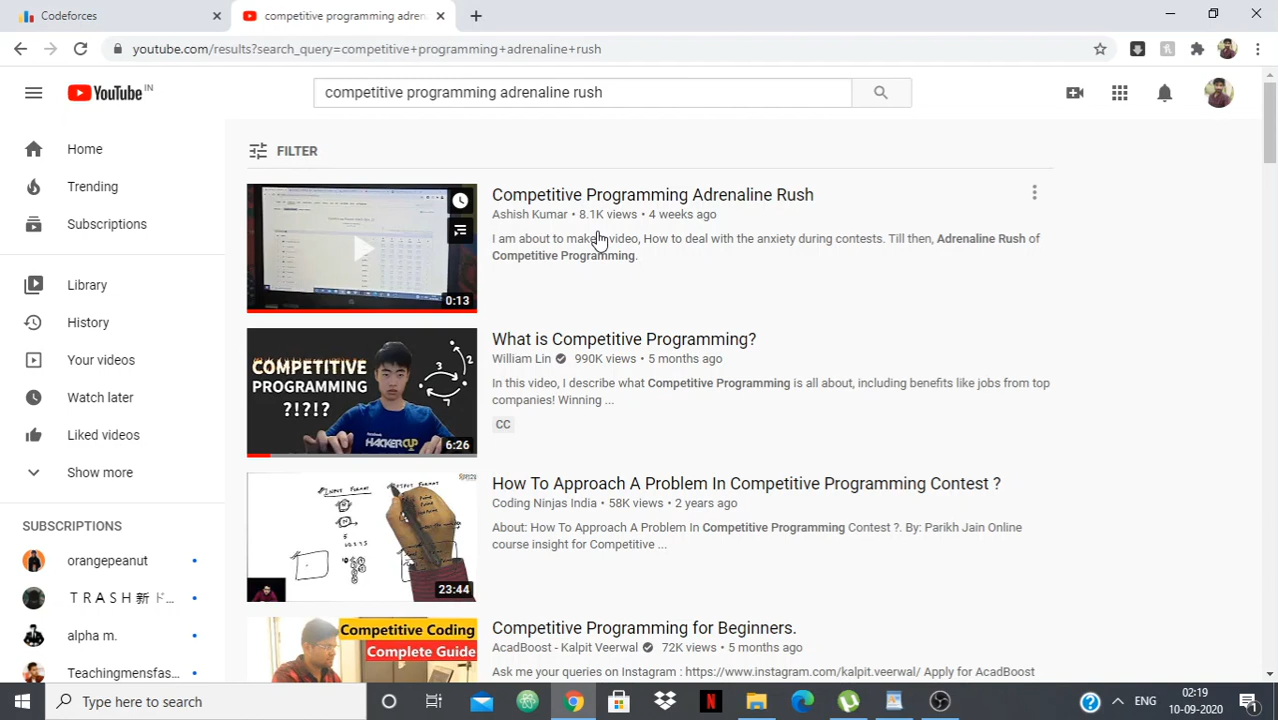 Codeforces
competitive programming adren
youtube.com/results?search_query=competitive+programming+adrenaline+rush
YouTube IN
competitive programming adrenaline rush
Home
Trending
Subscriptions
Library
History
Your videos
Watch later
Liked videos
Show more
SUBSCRIPTIONS
orangepeanut
T R A S H 新 ド...
alpha m.
Teachingmensfas...
FILTER
0:13
Competitive Programming Adrenaline Rush
Ashish Kumar • 8.1K views • 4 weeks ago
I am about to make video, How to deal with the anxiety during contests. Till then, Adrenaline Rush of
Competitive Programming.
COMPETITIVE
PROGRAMMING
?!?!?
HACKERCUP
6:26
What is Competitive Programming?
William Lin 990K views • 5 months ago
In this video, I describe what Competitive Programming is all about, including benefits like jobs from top
companies! Winning ...
CC
23:44
How To Approach A Problem In Competitive Programming Contest ?
Coding Ninjas India • 58K views • 2 years ago
About: How To Approach A Problem In Competitive Programming Contest ?. By: Parikh Jain Online
course insight for Competitive ...
Competitive Coding
Complete Guide
Competitive Programming for Beginners.
AcadBoost - Kalpit Veerwal 72K views • 5 months ago
Ask me your queries on Instagram : https://www.instagram.com/kalpit.veerwal/ Apply for AcadBoost
Type here to search
ENG
02:19
10-09-2020
1